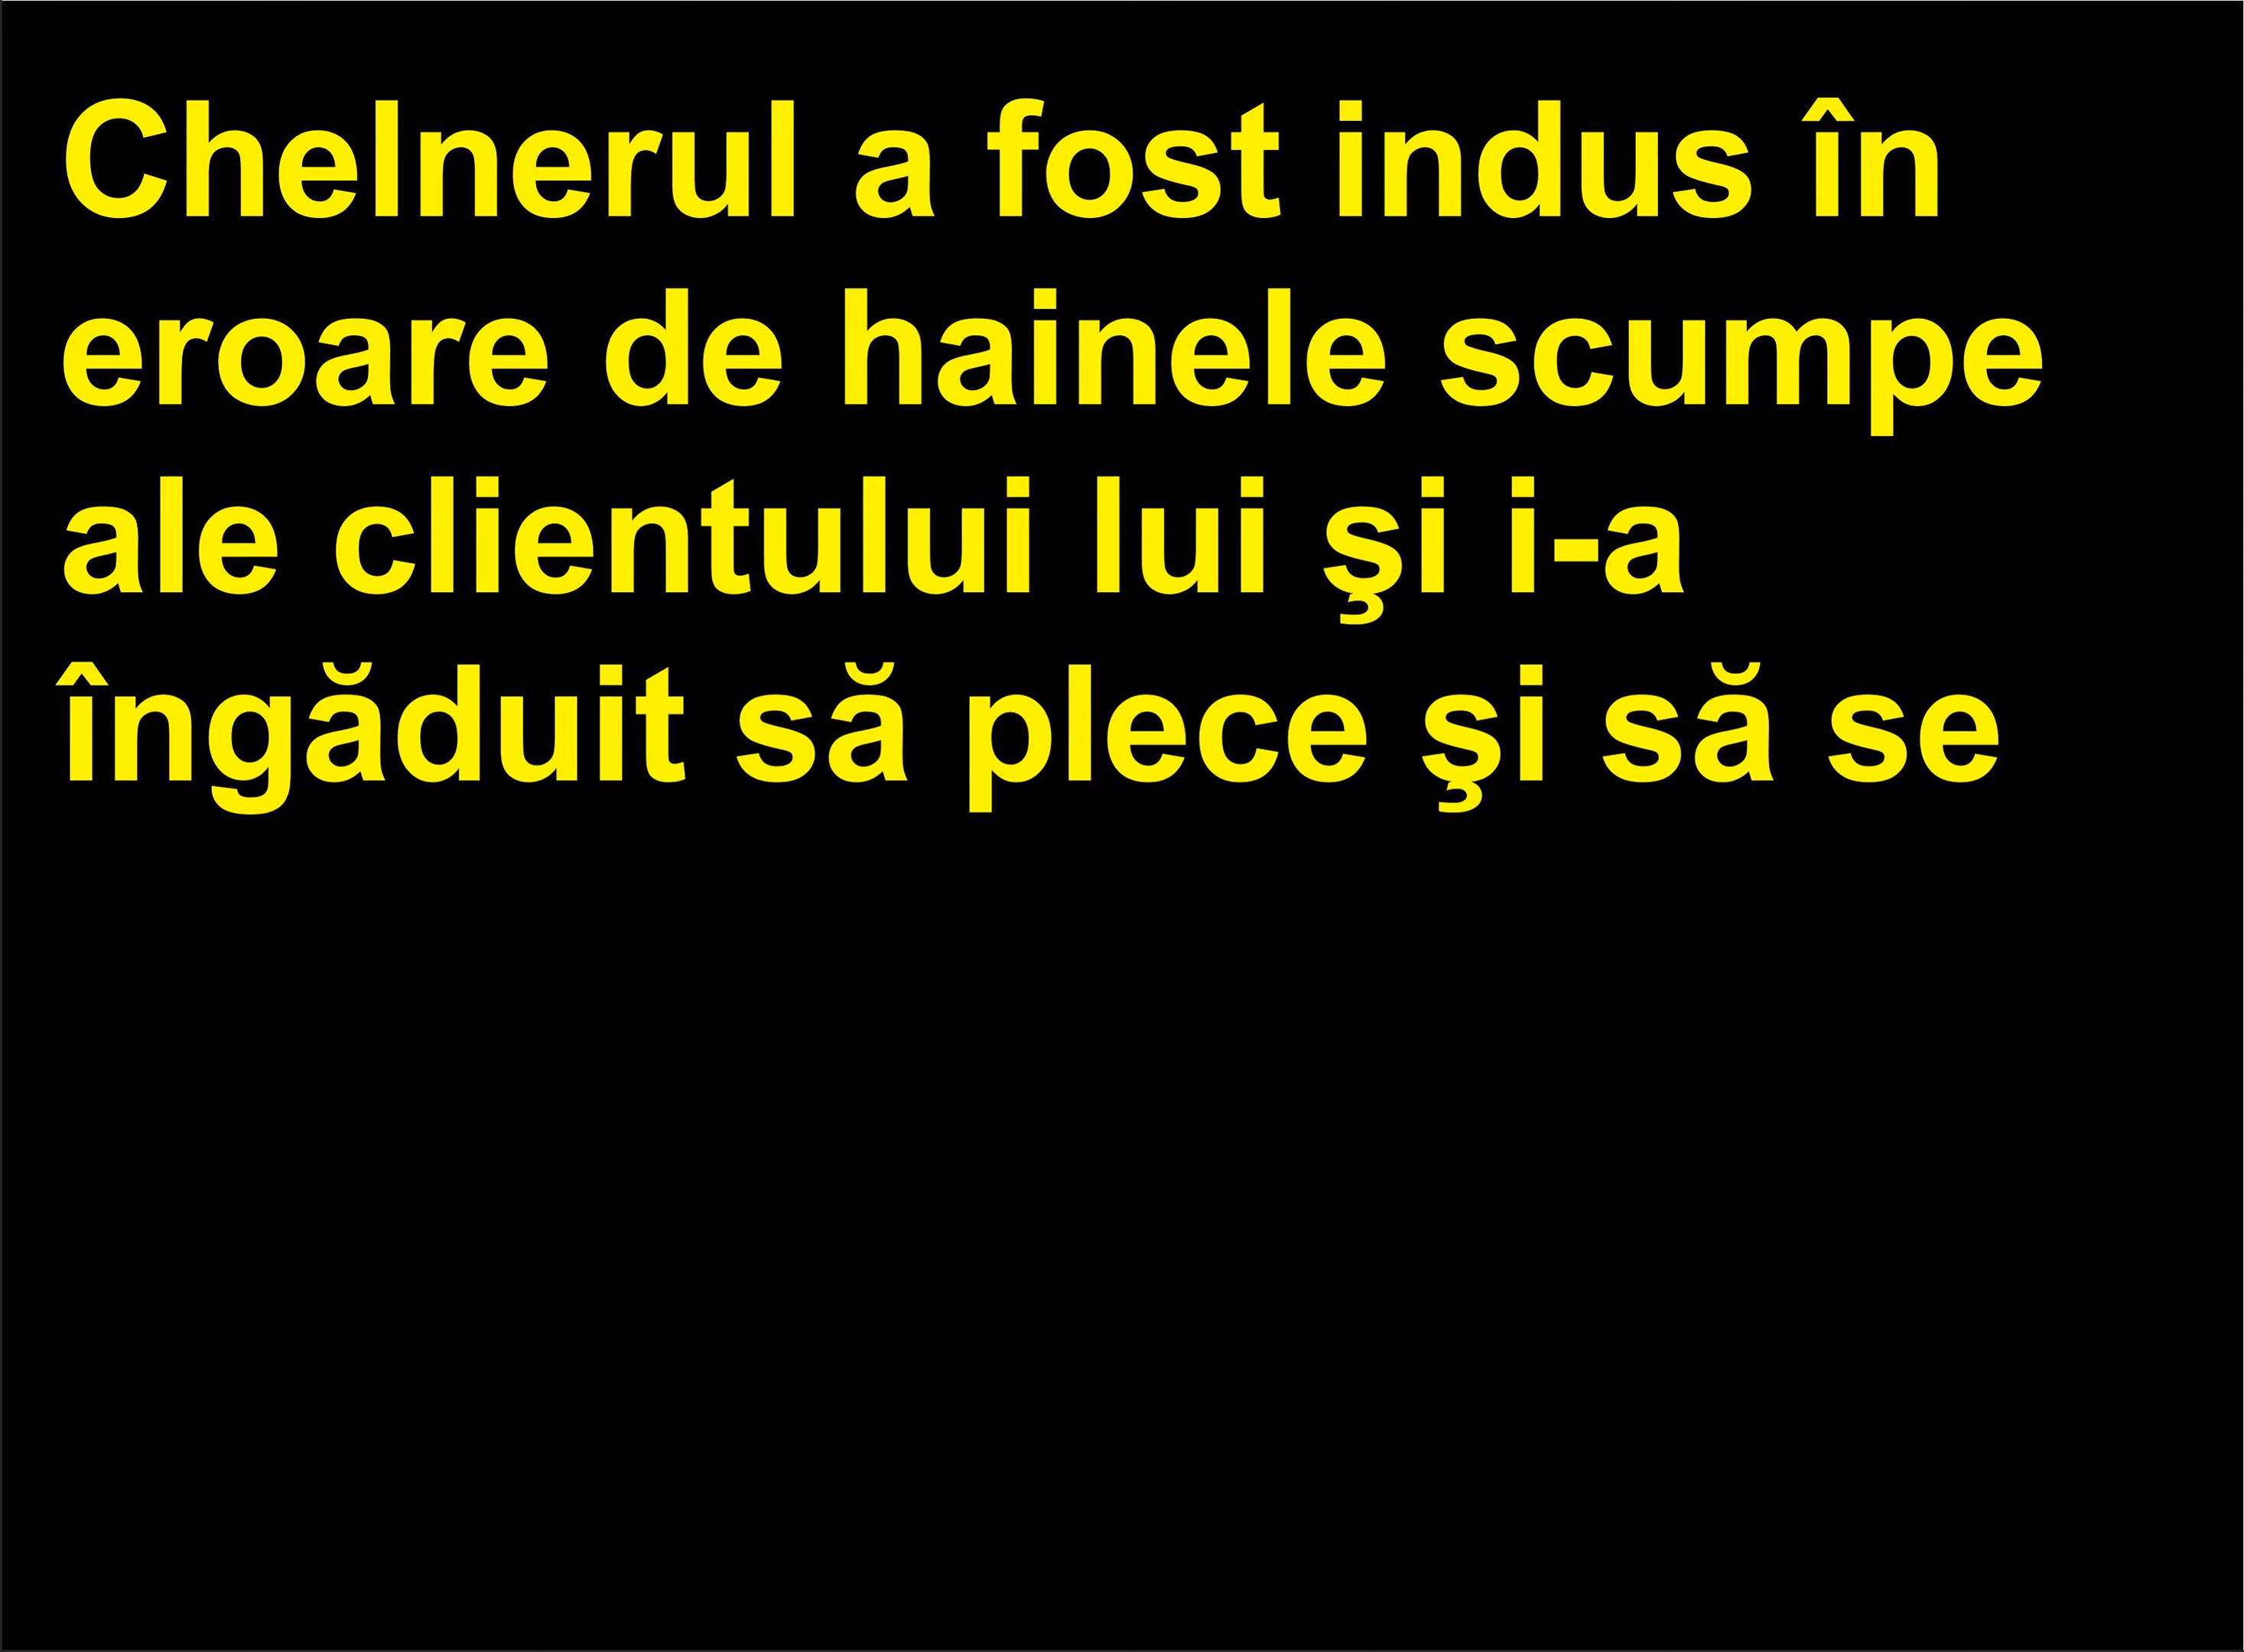 Chelnerul a fost indus în
eroare de hainele scumpe
ale clientului lui şi i-a
îngăduit să plece şi să se